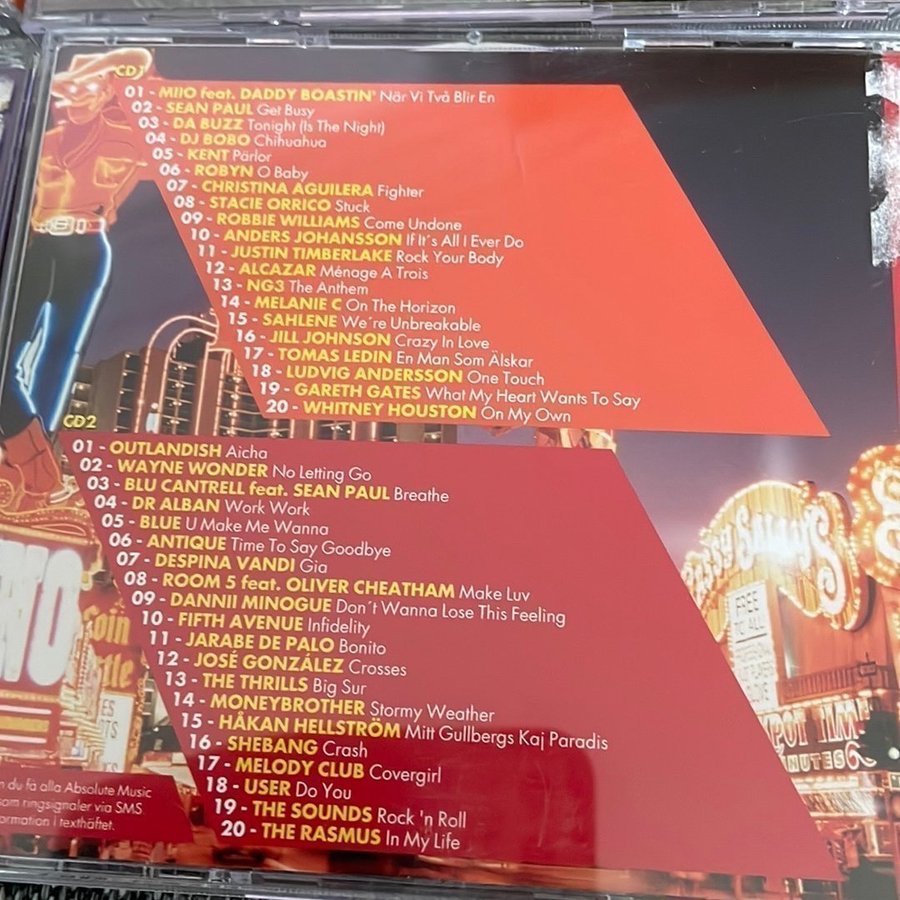 CD1
01 - MIIO feat. DADDY BOASTIN' När Vi Två Blir En
02 - SEAN PAUL Get Busy
03 - DA BUZZ Tonight (Is The Night)
04 - DJ BOBO Chihuahua
05 - KENT Pärlor
06 - ROBYN O Baby
07 - CHRISTINA AGUILERA Fighter
08 - STACIE ORRICO Stuck
09 - ROBBIE WILLIAMS Come Undone
10 - ANDERS JOHANSSON If It´s All I Ever Do
11 - JUSTIN TIMBERLAKE Rock Your Body
12 - ALCAZAR Ménage A Trois
13 - NG3 The Anthem
14 - MELANIE C On The Horizon
15 - SAHLENE We´re Unbreakable
16 - JILL JOHNSON Crazy In Love
17 - TOMAS LEDIN En Man Som Älskar
18 - LUDVIG ANDERSSON One Touch
19 - GARETH GATES What My Heart Wants To Say
20 - WHITNEY HOUSTON On My Own
CD2
01 - OUTLANDISH Aicha
02 - WAYNE WONDER No Letting Go
03 - BLU CANTRELL feat. SEAN PAUL Breathe
04 - DR ALBAN Work Work
05 - BLUE U Make Me Wanna
06 - ANTIQUE Time To Say Goodbye
07 - DESPINA VANDI Gia
08 - ROOM 5 feat. OLIVER CHEATHAM Make Luv
09 - DANNII MINOGUE Don´t Wanna Lose This Feeling
10 - FIFTH AVENUE Infidelity
11 - JARABE DE PALO Bonito
12 - JOSÉ GONZÁLEZ Crosses
13 - THE THRILLS Big Sur
14 - MONEYBROTHER Stormy Weather
15 - HÅKAN HELLSTRÖM Mitt Gullbergs Kaj Paradis
16 - SHEBANG Crash
17 - MELODY CLUB Covergirl
18 - USER Do You
19 - THE SOUNDS Rock 'n Roll
20 - THE RASMUS In My Life
du få alla Absolute Music
som ringsignaler via SMS
i texthäftet.
FREE